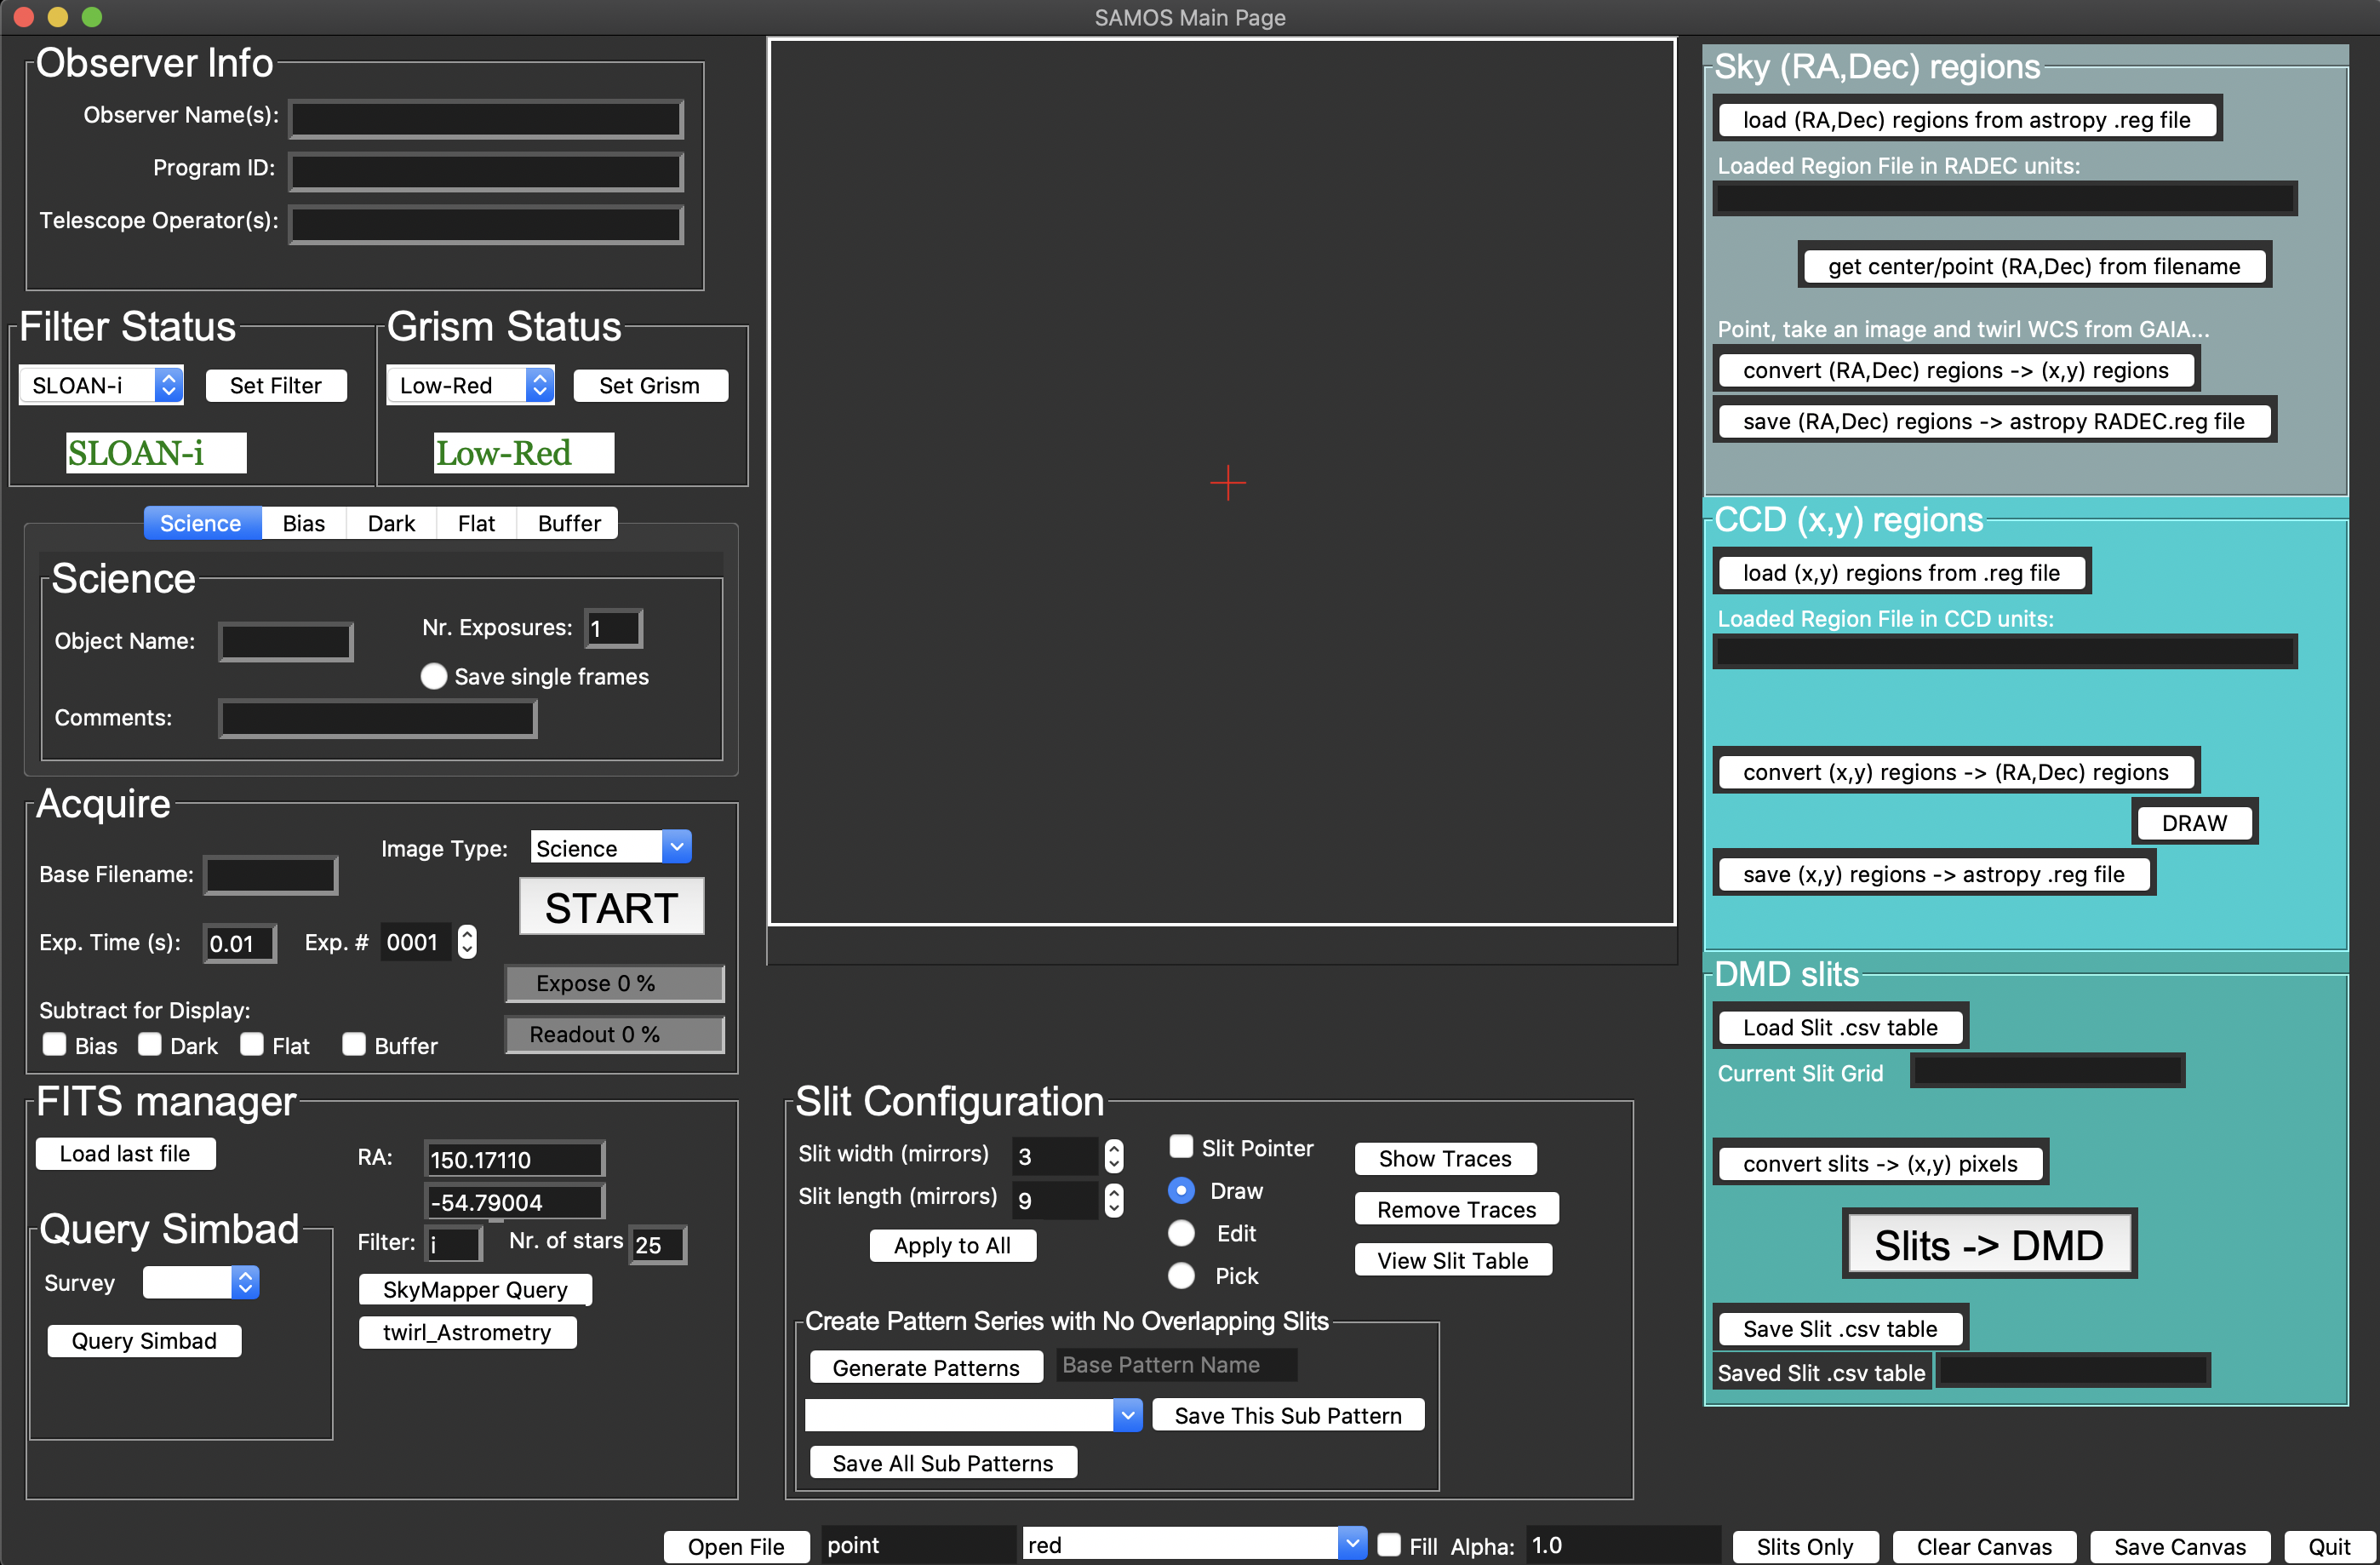 SAMOS Main Page
Observer Info
Observer Name(s):
Program ID:
Telescope Operator(s):
Filter Status
SLOAN-i
Set Filter
SLOAN-i
Grism Status
Low-Red
Set Grism
Low-Red
Science Bias Dark Flat Buffer
Science
Object Name:
Nr. Exposures: 1
Save single frames
Comments:
Acquire
Image Type: Science
Base Filename:
START
Exp. Time (s): 0.01 Exp. # 0001
Expose 0 %
Subtract for Display:
Readout 0 %
Bias Dark Flat Buffer
FITS manager
Load last file
RA: 150.17110
-54.79004
Query Simbad
Survey
Query Simbad
Filter: i Nr. of stars 25
SkyMapper Query
twirl_Astrometry
Slit Configuration
Slit width (mirrors) 3
Slit length (mirrors) 9
Apply to All
Slit Pointer
Draw
Edit
Pick
Show Traces
Remove Traces
View Slit Table
Create Pattern Series with No Overlapping Slits
Generate Patterns Base Pattern Name
Save This Sub Pattern
Save All Sub Patterns
Sky (RA,Dec) regions
load (RA,Dec) regions from astropy .reg file
Loaded Region File in RADEC units:
get center/point (RA,Dec) from filename
Point, take an image and twirl WCS from GAIA...
convert (RA,Dec) regions -> (x,y) regions
save (RA,Dec) regions -> astropy RADEC.reg file
CCD (x,y) regions
load (x,y) regions from .reg file
Loaded Region File in CCD units:
convert (x,y) regions -> (RA,Dec) regions
DRAW
save (x,y) regions -> astropy .reg file
DMD slits
Load Slit .csv table
Current Slit Grid
convert slits -> (x,y) pixels
Slits -> DMD
Save Slit .csv table
Saved Slit .csv table
Open File point red Fill Alpha: 1.0 Slits Only Clear Canvas Save Canvas Quit